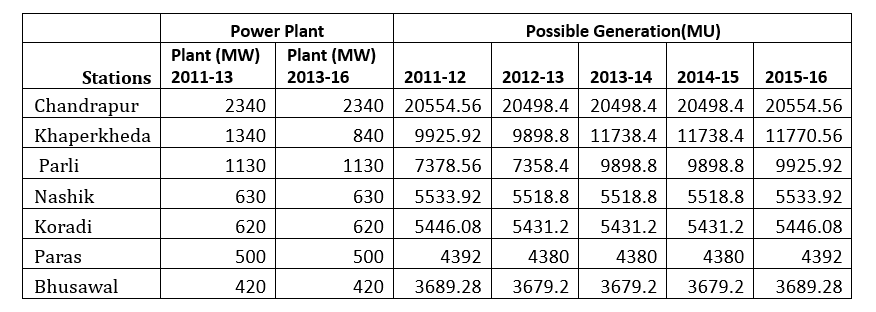 Power Plant Possible Generation(MU)
Stations Plant (MW) 2011-13 Plant (MW) 2013-16 2011-12 2012-13 2013-14 2014-15 2015-16
Chandrapur 2340 2340 20554.56 20498.4 20498.4 20498.4 20554.56
Khaperkheda 1340 840 9925.92 9898.8 11738.4 11738.4 11770.56
Parli 1130 1130 7378.56 7358.4 9898.8 9898.8 9925.92
Nashik 630 630 5533.92 5518.8 5518.8 5518.8 5533.92
Koradi 620 620 5446.08 5431.2 5431.2 5431.2 5446.08
Paras 500 500 4392 4380 4380 4380 4392
Bhusawal 420 420 3689.28 3679.2 3679.2 3679.2 3689.28